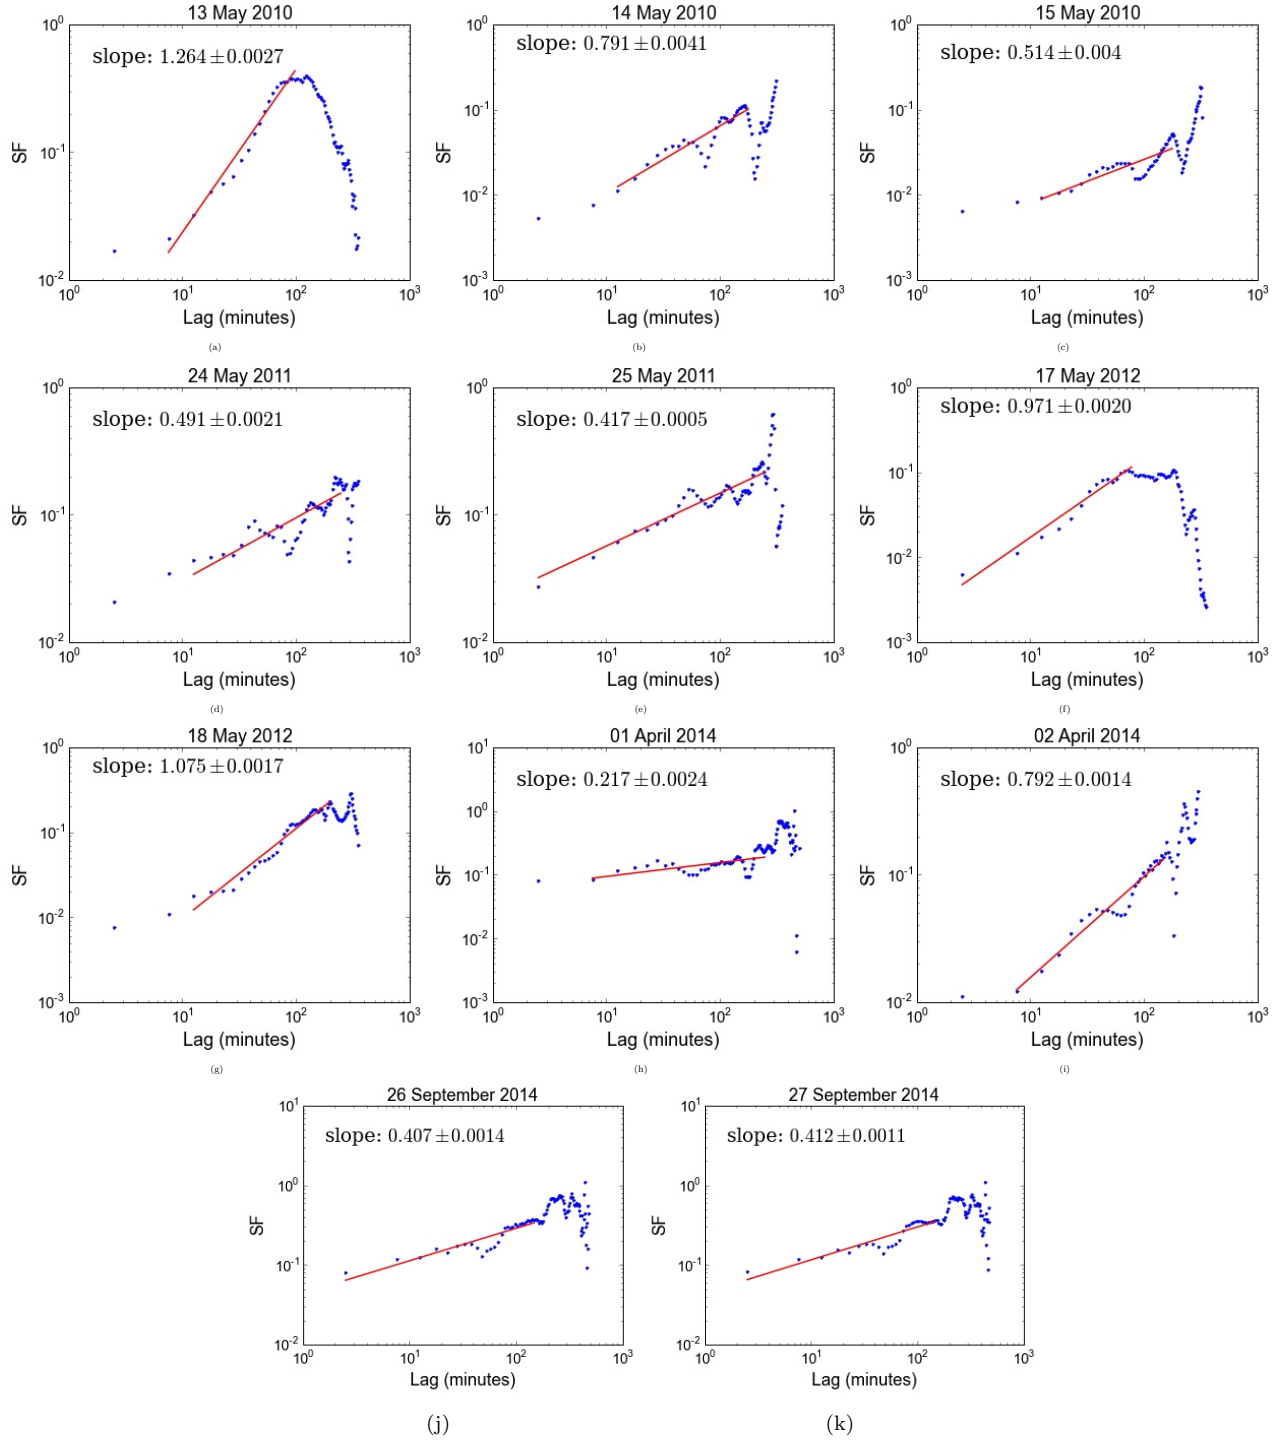 13 May 2010
slope: 1.264±0.0027
10^0
10^-1
10^-2
SF
10^0 10^1 10^2 10^3
Lag (minutes)
(a)
14 May 2010
slope: 0.791±0.0041
10^0
10^-1
10^-2
10^-3
SF
10^0 10^1 10^2 10^3
Lag (minutes)
(b)
15 May 2010
slope: 0.514±0.004
10^0
10^-1
10^-2
10^-3
SF
10^0 10^1 10^2 10^3
Lag (minutes)
(c)
24 May 2011
slope: 0.491±0.0021
10^0
10^-1
10^-2
SF
10^0 10^1 10^2 10^3
Lag (minutes)
(d)
25 May 2011
slope: 0.417±0.0005
10^0
10^-1
10^-2
SF
10^0 10^1 10^2 10^3
Lag (minutes)
(e)
17 May 2012
slope: 0.971±0.0020
10^0
10^-1
10^-2
10^-3
SF
10^0 10^1 10^2 10^3
Lag (minutes)
(f)
18 May 2012
slope: 1.075±0.0017
10^0
10^-1
10^-2
10^-3
SF
10^0 10^1 10^2 10^3
Lag (minutes)
(g)
01 April 2014
slope: 0.217±0.0024
10^1
10^0
10^-1
10^-2
10^-3
SF
10^0 10^1 10^2 10^3
Lag (minutes)
(h)
02 April 2014
slope: 0.792±0.0014
10^0
10^-1
10^-2
SF
10^0 10^1 10^2 10^3
Lag (minutes)
(i)
26 September 2014
slope: 0.407±0.0014
10^1
10^0
10^-1
10^-2
SF
10^0 10^1 10^2 10^3
Lag (minutes)
(j)
27 September 2014
slope: 0.412±0.0011
10^1
10^0
10^-1
10^-2
SF
10^0 10^1 10^2 10^3
Lag (minutes)
(k)